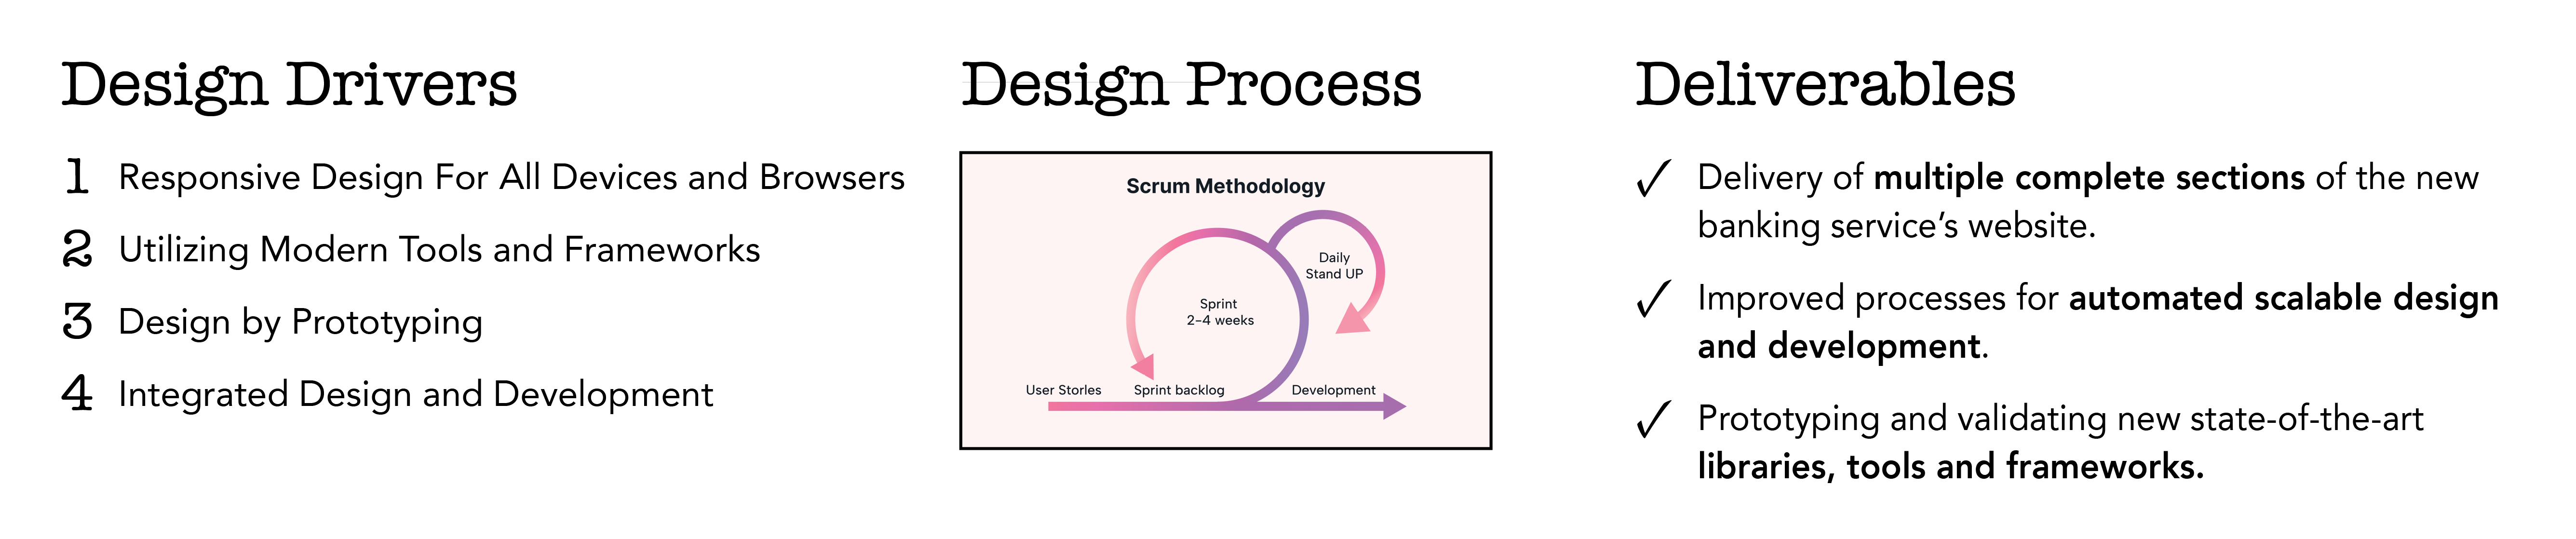 Design Drivers
1 Responsive Design For All Devices and Browsers
2 Utilizing Modern Tools and Frameworks
3 Design by Prototyping
4 Integrated Design and Development
Design Process
Scrum Methodology
Daily
Stand UP
Sprint
2-4 weeks
User Storles
Sprint backlog
Development
Deliverables
✓ Delivery of multiple complete sections of the new
banking service’s website.
✓ Improved processes for automated scalable design
and development.
✓ Prototyping and validating new state-of-the-art
libraries, tools and frameworks.